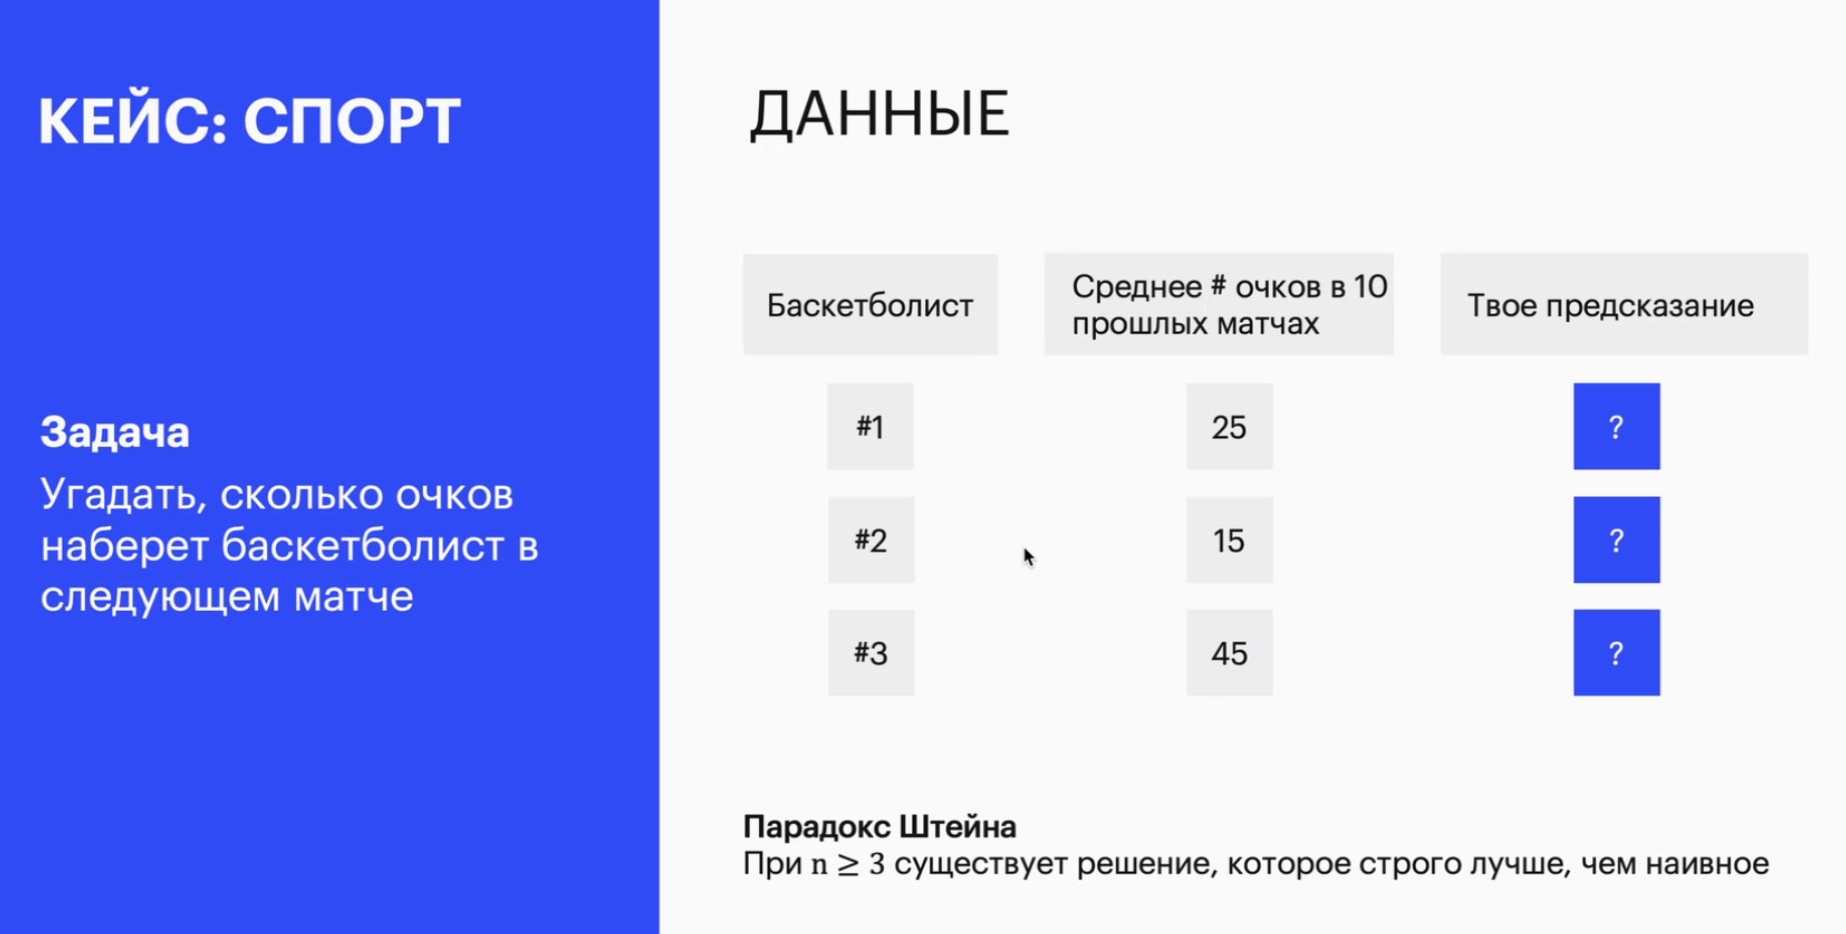 КЕЙС: СПОРТ
Задача
Угадать, сколько очков
наберет баскетболист в
следующем матче
ДАННЫЕ
Баскетболист
Среднее # очков в 10
прошлых матчах
Твое предсказание
#1
25
?
#2
15
?
#3
45
?
Парадокс Штейна
При n ≥ 3 существует решение, которое строго лучше, чем наивное